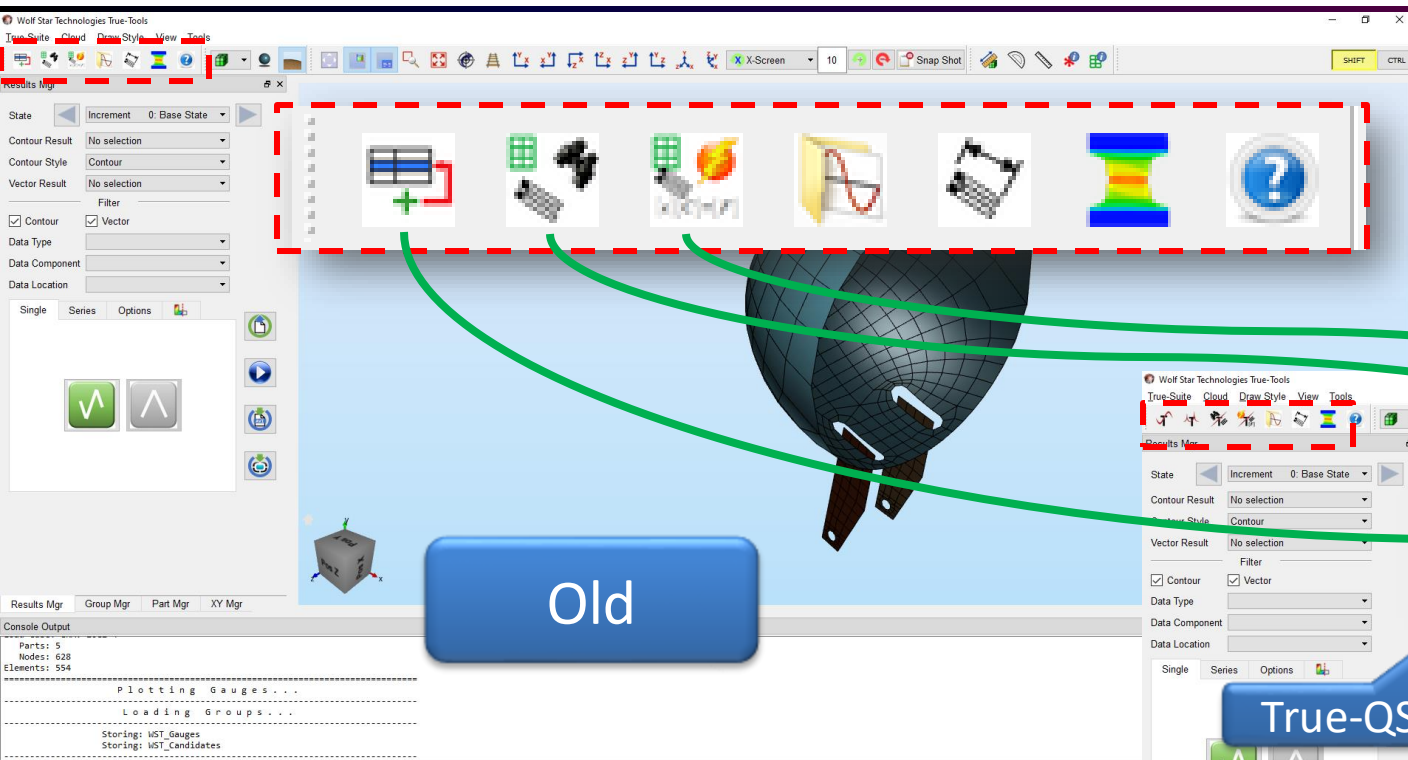 Wolf Star Technologies True-Tools
True-Suite Cloud Draw Style View Tools
X X-Screen 10 Snap Shot SHIFT CTRL
Results Mgr
State Increment 0: Base State
Contour Result No selection
Contour Style Contour
Vector Result No selection
Filter
Contour Vector
Data Type
Data Component
Data Location
Single Series Options
Results Mgr Group Mgr Part Mgr XY Mgr
Console Output
Parts: 5
Nodes: 628
Elements: 554
Plotting Gauges...
Loading Groups...
Storing: WST_Gauges
Storing: WST_Candidates
Old
Wolf Star Technologies True-Tools
True-Suite Cloud Draw Style View Tools
Results Mgr
State Increment 0: Base State
Contour Result No selection
Contour Style Contour
Vector Result No selection
Filter
Contour Vector
Data Type
Data Component
Data Location
Single Series Options
True-QS